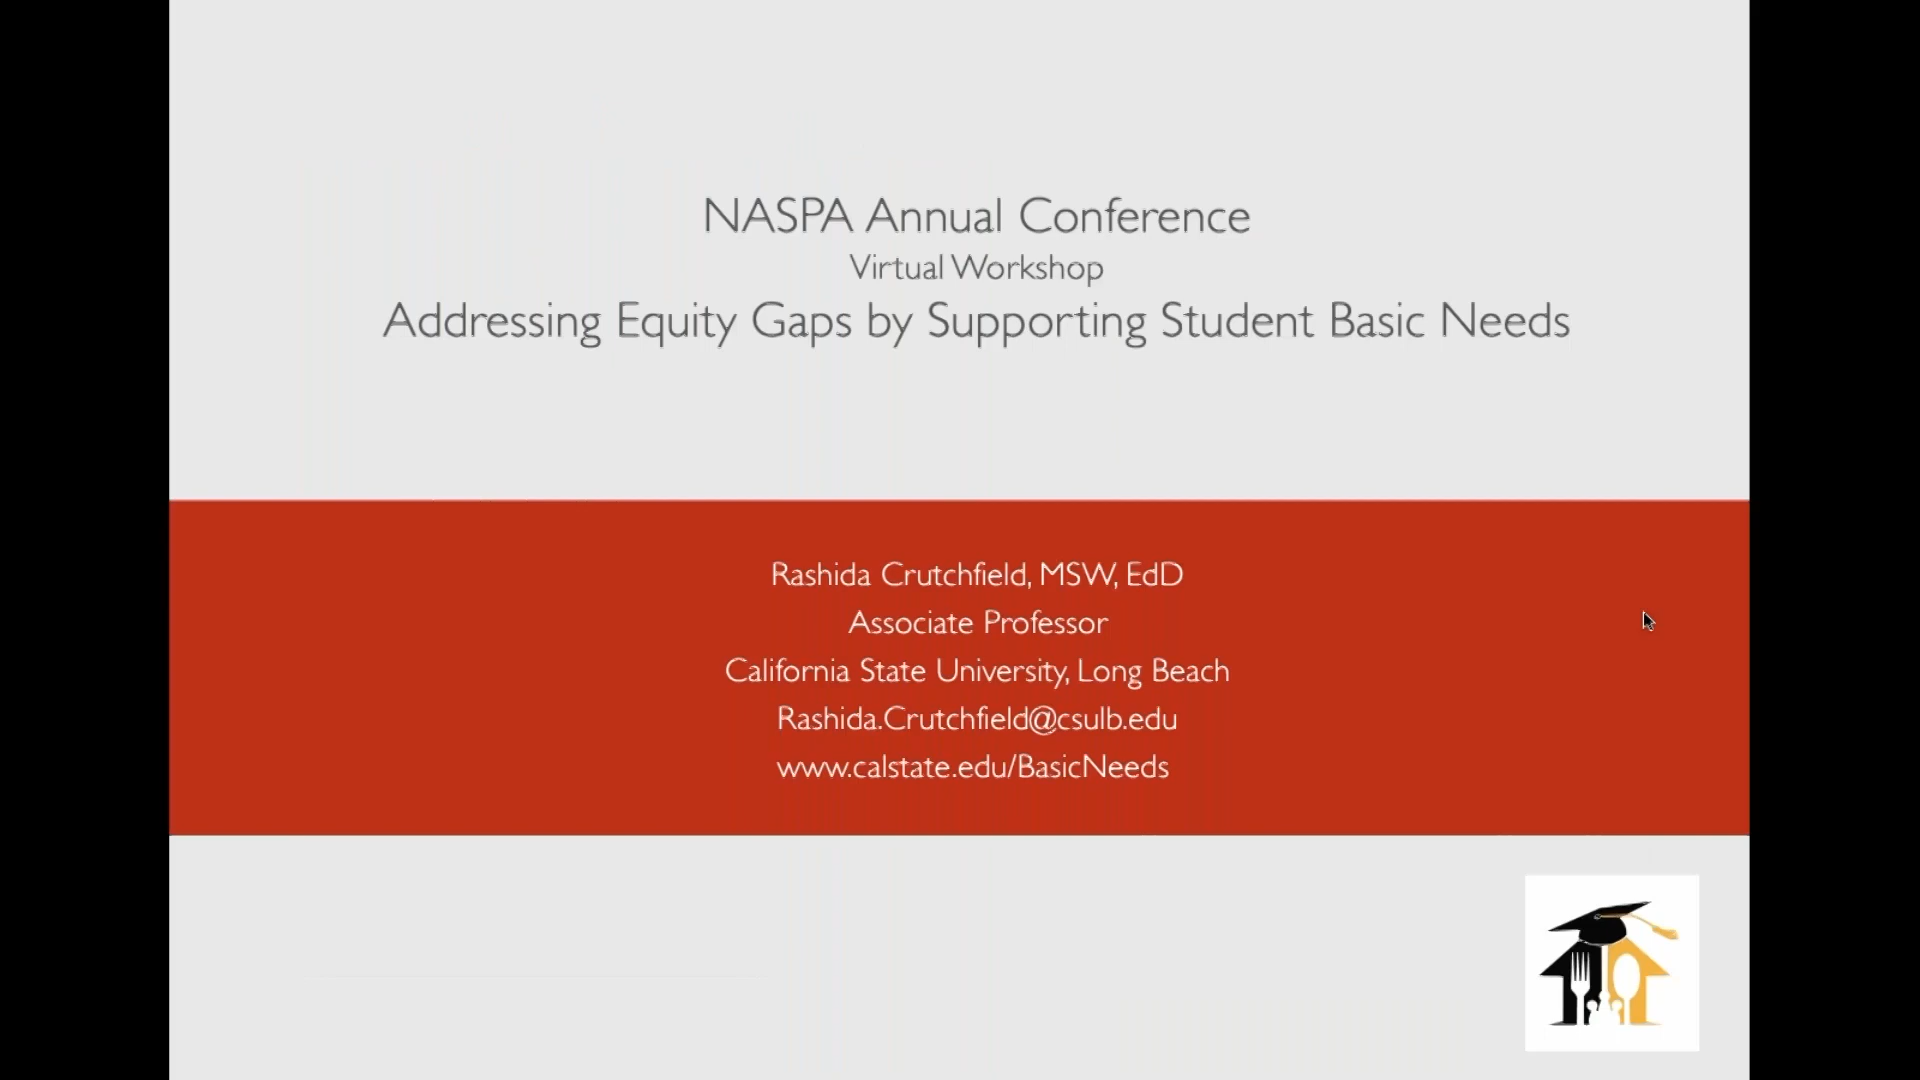 NASPA Annual Conference
Virtual Workshop
Addressing Equity Gaps by Supporting Student Basic Needs
Rashida Crutchfield, MSW, EdD
Associate Professor
California State University, Long Beach
Rashida.Crutchfield@csulb.edu
www.calstate.edu/BasicNeeds